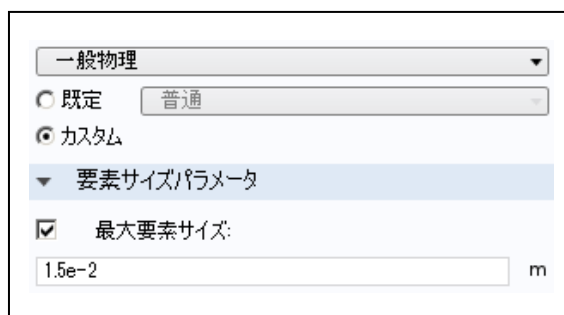 一般物理
既定 普通
カスタム
要素サイズパラメータ
最大要素サイズ:
1.5e-2 m